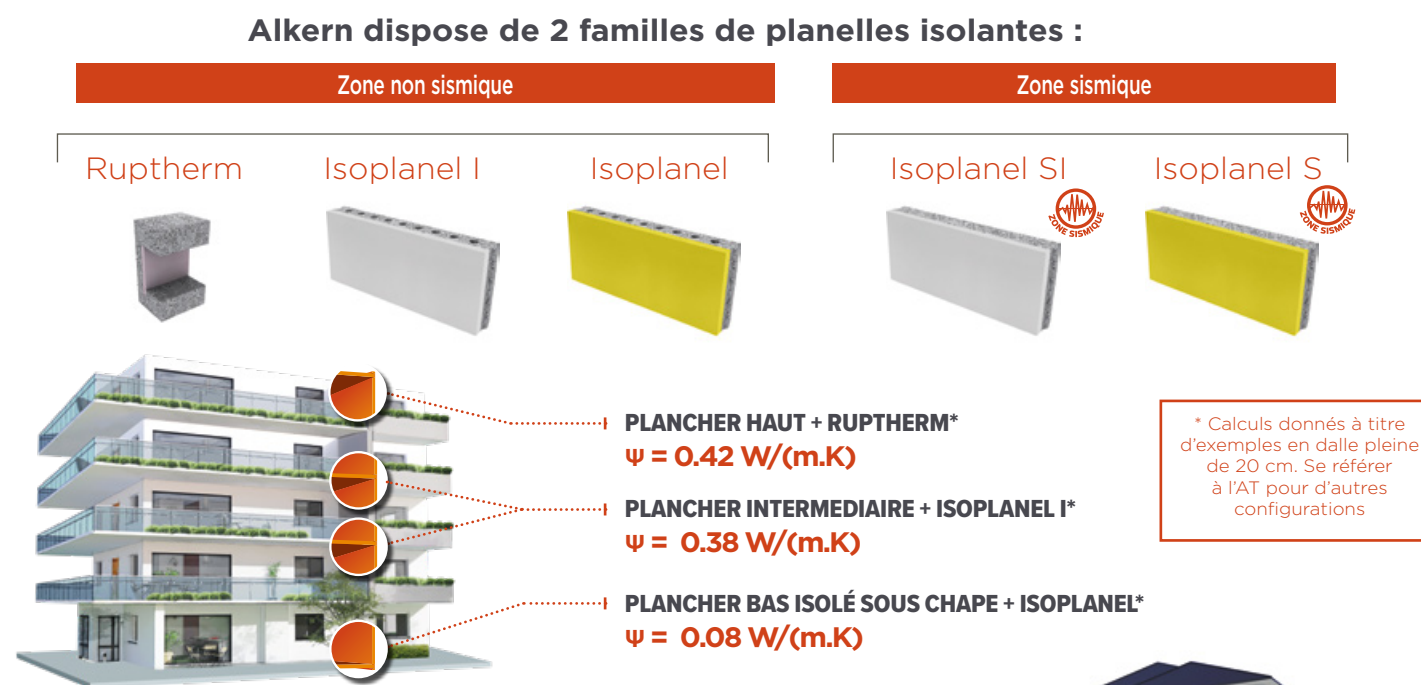 Alkern dispose de 2 familles de planelles isolantes :
Zone non sismique
Zone sismique
Ruptherm
Isoplanel I
Isoplanel
Isoplanel SI
Isoplanel S
ZONE SISMIQUE
ZONE SISMIQUE
PLANCHER HAUT + RUPTHERM*
Ψ = 0.42 W/(m.K)
PLANCHER INTERMEDIAIRE + ISOPLANEL I*
Ψ = 0.38 W/(m.K)
PLANCHER BAS ISOLÉ SOUS CHAPE + ISOPLANEL*
Ψ = 0.08 W/(m.K)
* Calculs donnés à titre
d'exemples en dalle pleine
de 20 cm. Se référer
à l'AT pour d'autres
configurations